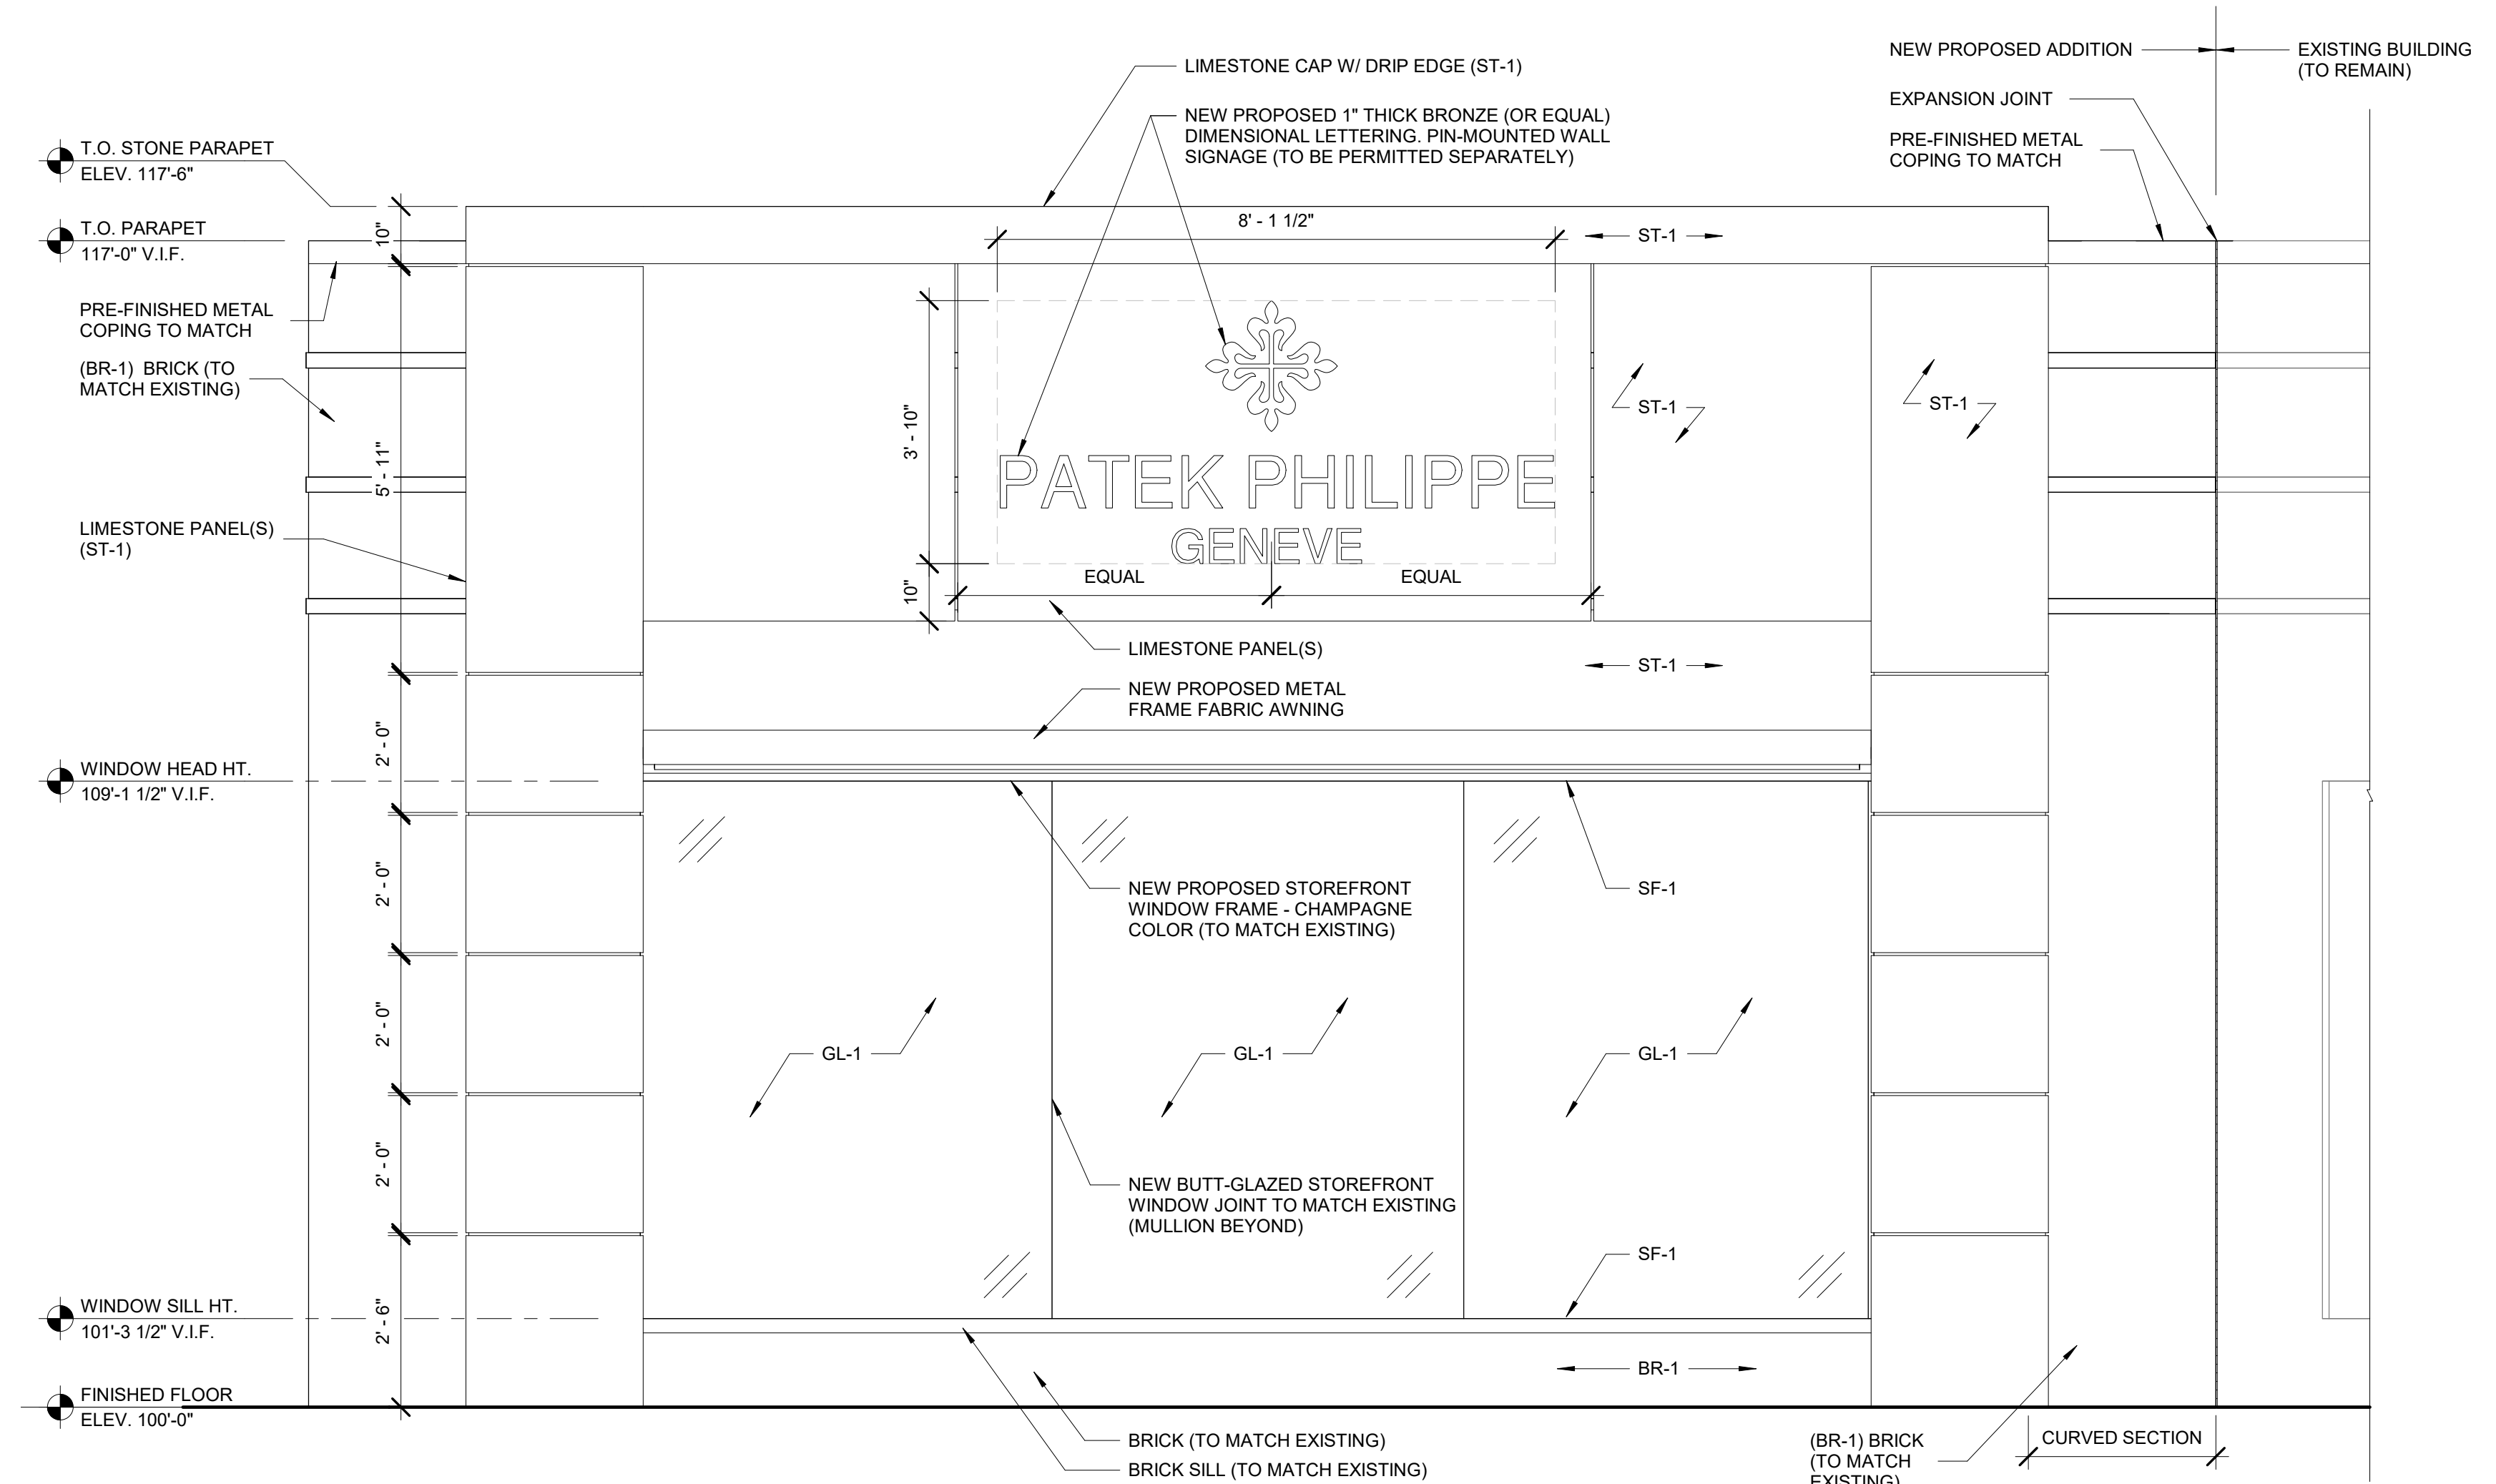 NEW PROPOSED ADDITION
EXISTING BUILDING
(TO REMAIN)
LIMESTONE CAP W/ DRIP EDGE (ST-1)
EXPANSION JOINT
NEW PROPOSED 1" THICK BRONZE (OR EQUAL)
DIMENSIONAL LETTERING. PIN-MOUNTED WALL
SIGNAGE (TO BE PERMITTED SEPARATELY)
PRE-FINISHED METAL
COPING TO MATCH
T.O. STONE PARAPET
ELEV. 117'-6"
T.O. PARAPET
117'-0" V.I.F.
10"
8' - 1 1/2"
ST-1
PRE-FINISHED METAL
COPING TO MATCH
(BR-1) BRICK (TO
MATCH EXISTING)
ST-1
ST-1
3' - 10"
5' - 11"
PATEK PHILIPPE
GENEVE
LIMESTONE PANEL(S)
(ST-1)
10"
EQUAL
EQUAL
LIMESTONE PANEL(S)
ST-1
NEW PROPOSED METAL
FRAME FABRIC AWNING
2' - 0"
WINDOW HEAD HT.
109'-1 1/2" V.I.F.
2' - 0"
NEW PROPOSED STOREFRONT
WINDOW FRAME - CHAMPAGNE
COLOR (TO MATCH EXISTING)
SF-1
2' - 0"
GL-1
GL-1
GL-1
2' - 0"
NEW BUTT-GLAZED STOREFRONT
WINDOW JOINT TO MATCH EXISTING
(MULLION BEYOND)
SF-1
WINDOW SILL HT.
101'-3 1/2" V.I.F.
2' - 6"
BR-1
FINISHED FLOOR
ELEV. 100'-0"
BRICK (TO MATCH EXISTING)
BRICK SILL (TO MATCH EXISTING)
(BR-1) BRICK
(TO MATCH
EXISTING)
CURVED SECTION